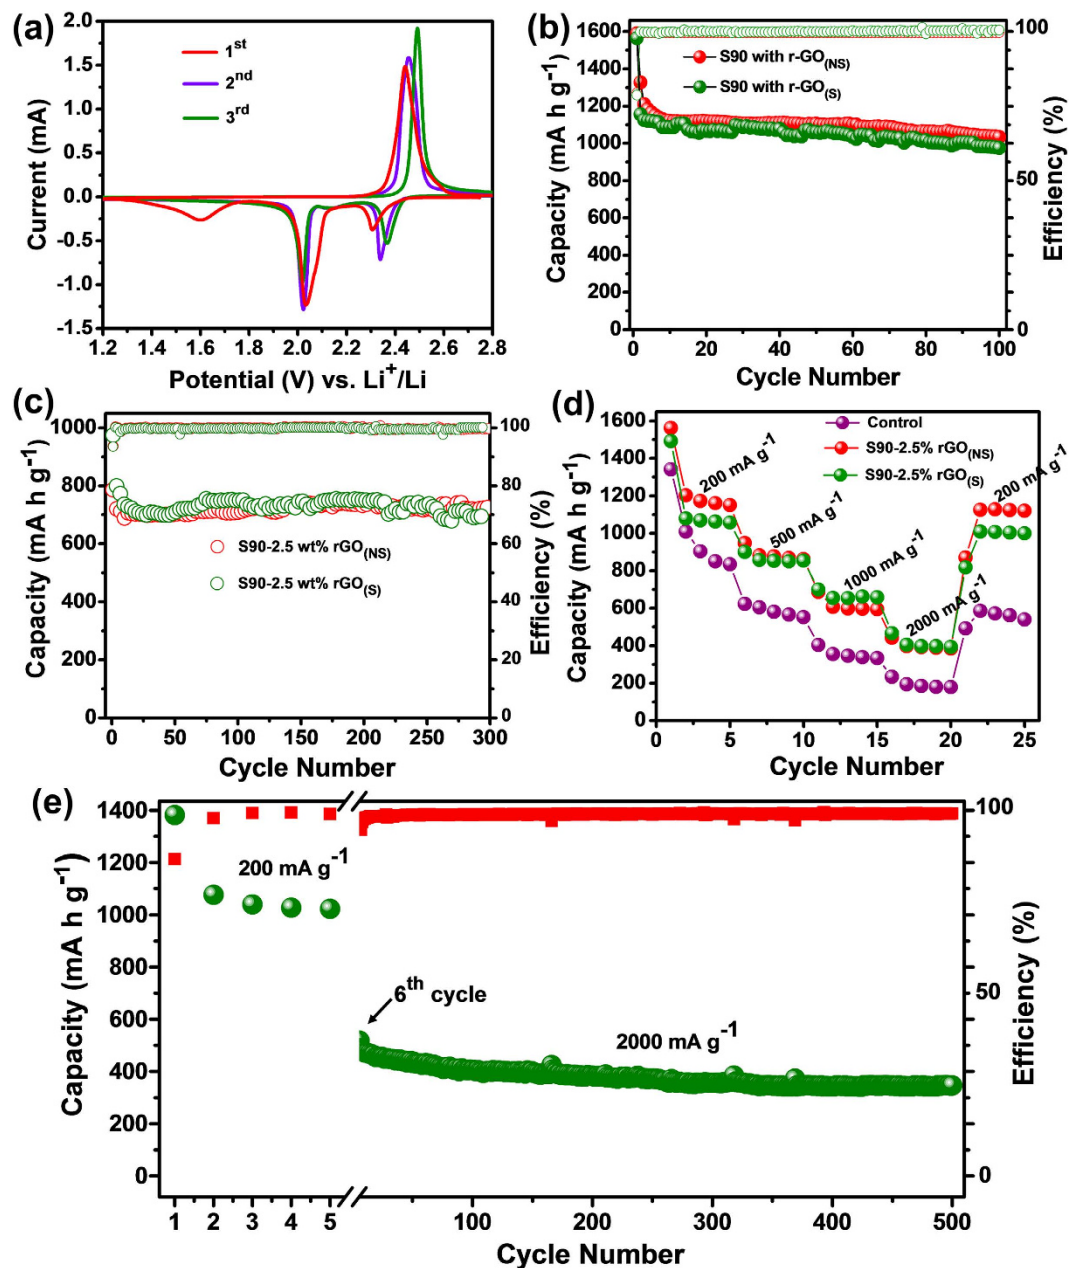 (a)
1st
2nd
3rd
2.0
1.5
1.0
0.5
0.0
-0.5
-1.0
-1.5
Current (mA)
1.2 1.4 1.6 1.8 2.0 2.2 2.4 2.6 2.8
Potential (V) vs. Li+/Li
(b)
S90 with r-GO(NS)
S90 with r-GO(S)
1600
1400
1200
1000
800
600
400
200
0
Capacity (mA h g-1)
100
50
0
Efficiency (%)
0 20 40 60 80 100
Cycle Number
(c)
1000
800
600
400
200
0
Capacity (mA h g-1)
S90-2.5 wt% rGO(NS)
S90-2.5 wt% rGO(S)
100
80
60
40
20
0
Efficiency (%)
0 50 100 150 200 250 300
Cycle Number
(d)
Control
S90-2.5% rGO(NS)
S90-2.5% rGO(S)
200 mA g-1
500 mA g-1
1000 mA g-1
2000 mA g-1
200 mA g-1
1600
1400
1200
1000
800
600
400
200
0
Capacity (mA h g-1)
0 5 10 15 20 25
Cycle Number
(e)
1400
1200
1000
800
600
400
200
0
Capacity (mA h g-1)
200 mA g-1
6th cycle
2000 mA g-1
100
50
0
Efficiency (%)
1 2 3 4 5 100 200 300 400 500
Cycle Number